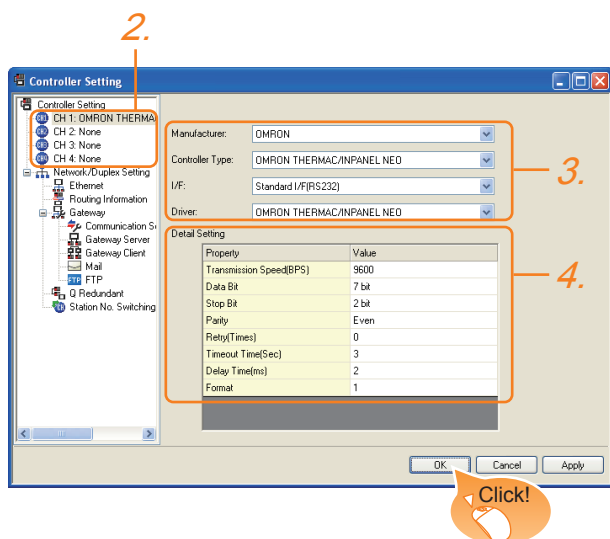 2.
Controller Setting
Controller Setting
CH 1: OMRON THERMA
CH 2: None
CH 3: None
CH 4: None
Network/Duplex Setting
Ethernet
Routing Information
Gateway
Communication S
Gateway Server
Gateway Client
Mail
FTP FTP
Q Redundant
Station No. Switching
Manufacturer: OMRON
Controller Type: OMRON THERMAC/INPANEL NEO
I/F: Standard I/F(RS232)
Driver: OMRON THERMAC/INPANEL NEO
3.
Detail Setting
Property Value
Transmission Speed(BPS) 9600
Data Bit 7 bit
Stop Bit 2 bit
Parity Even
Retry(Times) 0
Timeout Time(Sec) 3
Delay Time(ms) 2
Format 1
4.
OK Cancel Apply
Click!